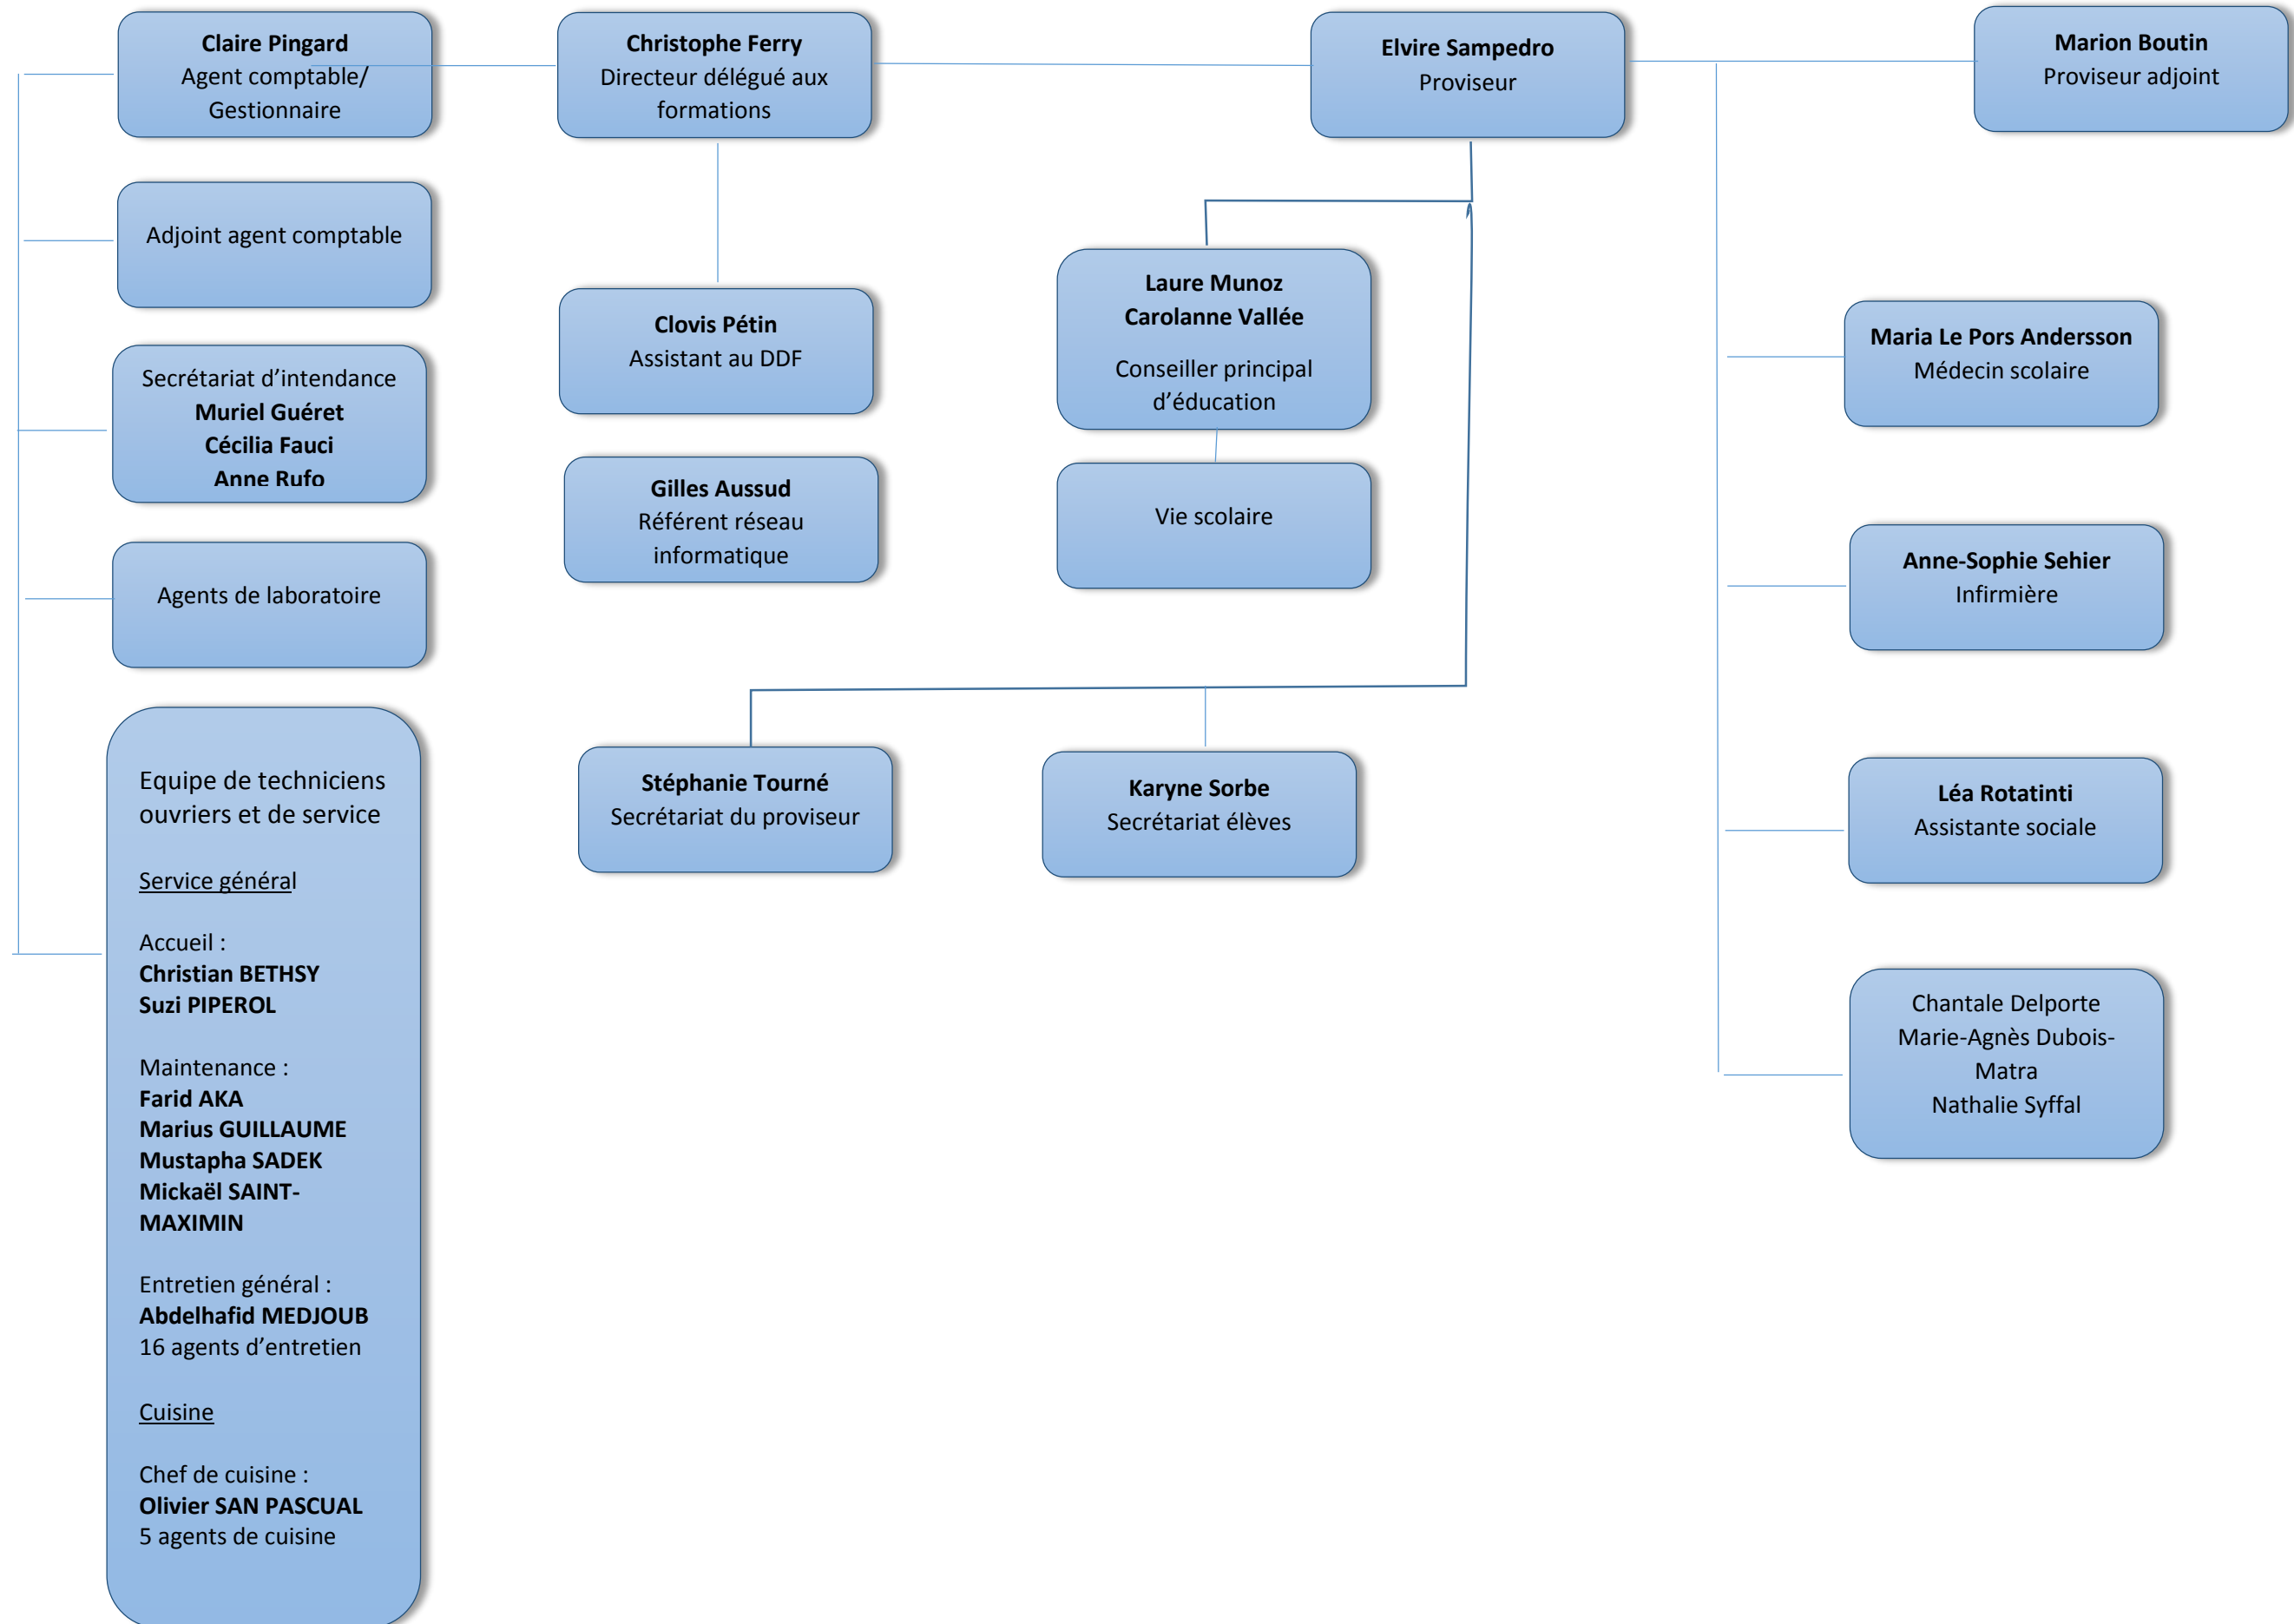 Claire Pingard
Agent comptable/
Gestionnaire
Christophe Ferry
Directeur délégué aux
formations
Elvire Sampedro
Proviseur
Marion Boutin
Proviseur adjoint
Adjoint agent comptable
Secrétariat d’intendance
Muriel Guéret
Cécilia Fauci
Anne Rufo
Agents de laboratoire
Equipe de techniciens
ouvriers et de service
Service général
Accueil :
Christian BETHSY
Suzi PIPEROL
Maintenance :
Farid AKA
Marius GUILLAUME
Mustapha SADEK
Mickaël SAINT-
MAXIMIN
Entretien général :
Abdelhafid MEDJOUB
16 agents d’entretien
Cuisine
Chef de cuisine :
Olivier SAN PASCUAL
5 agents de cuisine
Clovis Pétin
Assistant au DDF
Gilles Aussud
Référent réseau
informatique
Laure Munoz
Carolanne Vallée
Conseiller principal
d’éducation
Vie scolaire
Stéphanie Tourné
Secrétariat du proviseur
Karyne Sorbe
Secrétariat élèves
Maria Le Pors Andersson
Médecin scolaire
Anne-Sophie Sehier
Infirmière
Léa Rotatinti
Assistante sociale
Chantale Delporte
Marie-Agnès Dubois-
Matra
Nathalie Syffal